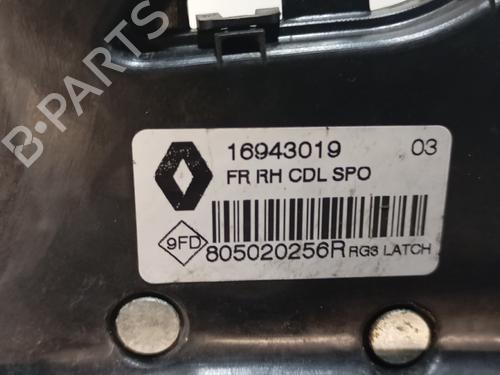 16943019 03
FR RH CDL SPO
9FD 805020256R RG3 LATCH
B-PARTS